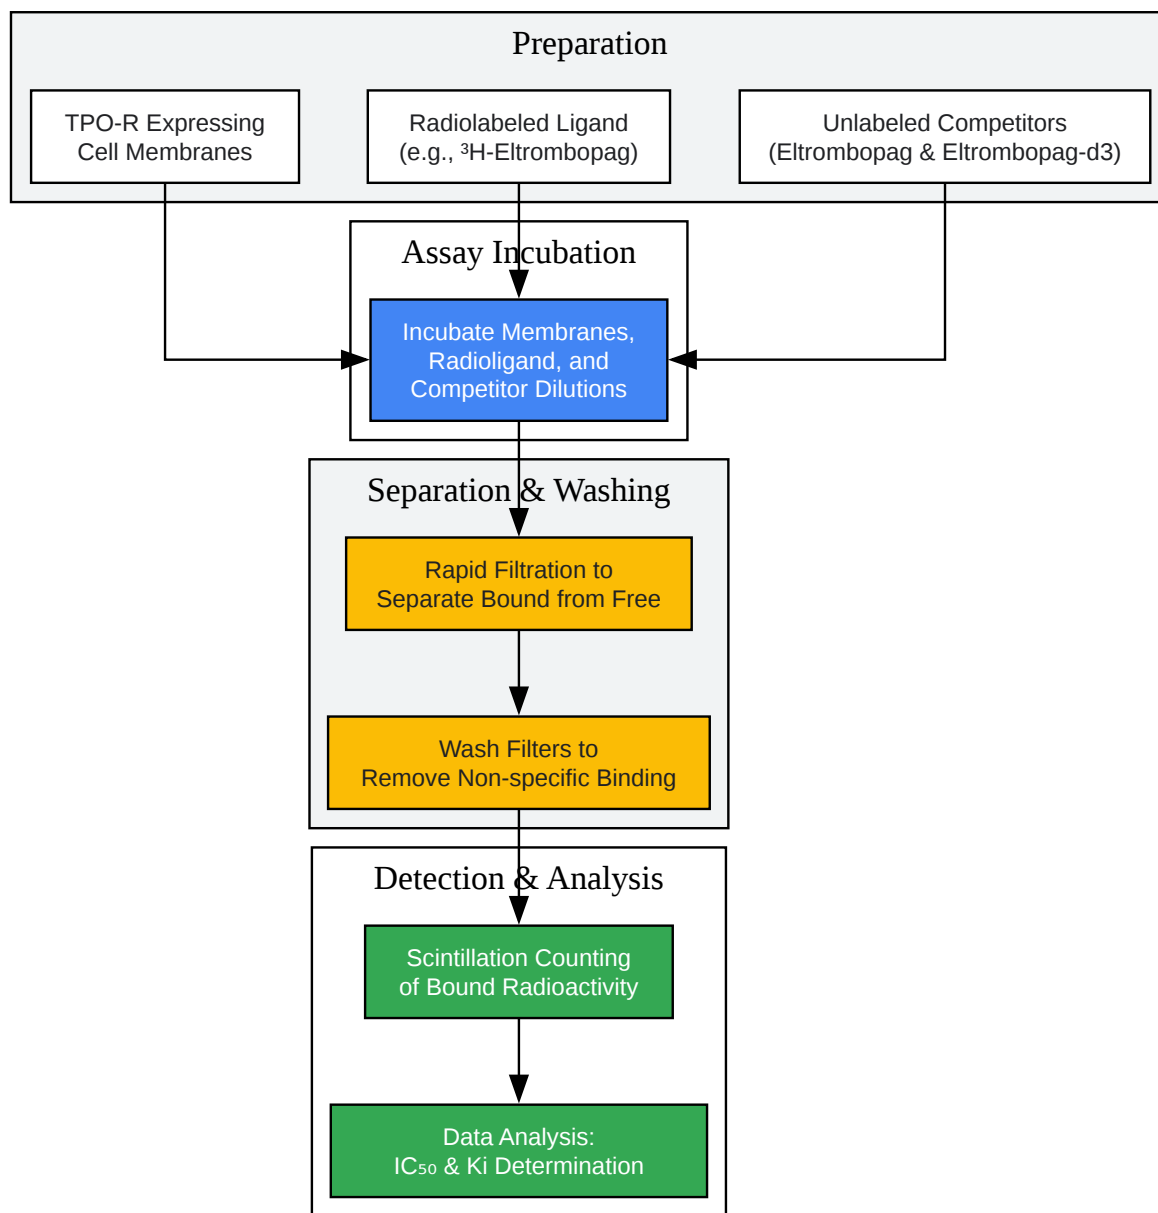 Preparation
TPO-R Expressing
Cell Membranes
Radiolabeled Ligand
(e.g., ³H-Eltrombopag)
Unlabeled Competitors
(Eltrombopag & Eltrombopag-d3)
Assay Incubation
Incubate Membranes,
Radioligand, and
Competitor Dilutions
Separation & Washing
Rapid Filtration to
Separate Bound from Free
Wash Filters to
Remove Non-specific Binding
Detection & Analysis
Scintillation Counting
of Bound Radioactivity
Data Analysis:
IC₅₀ & Ki Determination